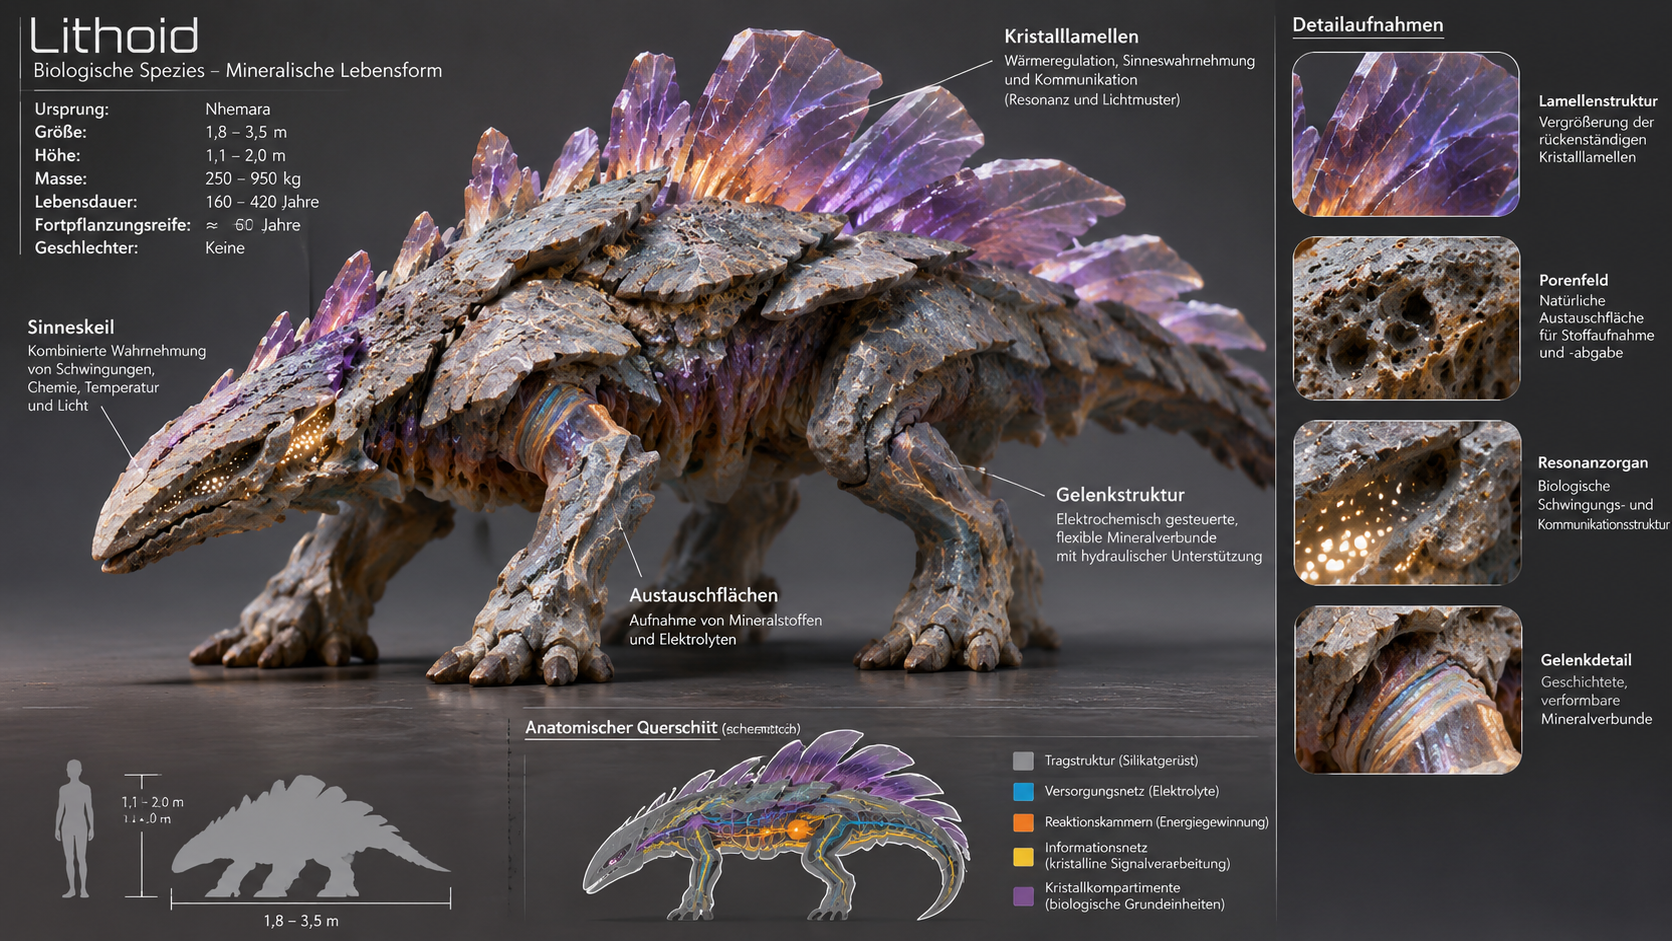 Lithoid
Biologische Spezies – Mineralische Lebensform
Ursprung: Nhemara
Größe: 1,8 – 3,5 m
Höhe: 1,1 – 2,0 m
Masse: 250 – 950 kg
Lebensdauer: 160 – 420 Jahre
Fortpflanzungsreife: ≈ 60 Jahre
Geschlechter: Keine
Sinneskeil
Kombinierte Wahrnehmung
von Schwingungen,
Chemie, Temperatur
und Licht
Kristalllamellen
Wärmeregulation, Sinneswahrnehmung
und Kommunikation
(Resonanz und Lichtmuster)
Gelenkstruktur
Elektrochemisch gesteuerte,
flexible Mineralverbunde
mit hydraulischer Unterstützung
Austauschflächen
Aufnahme von Mineralstoffen
und Elektrolyten
Detailaufnahmen
Lamellenstruktur
Vergrößerung der
rückenständigen
Kristalllamellen
Porenfeld
Natürliche
Austauschfläche
für Stoffaufnahme
und -abgabe
Resonanzorgan
Biologische
Schwingungs- und
Kommunikationsstruktur
Gelenkdetail
Geschichtete,
verformbare
Mineralverbunde
1,1 – 2.0 m
1,8 – 3,5 m
Anatomischer Querschiit
Tragstruktur (Silikatgerüst)
Versorgungsnetz (Elektrolyte)
Reaktionskammern (Energiegewinnung)
Informationsnetz
(kristalline Signalverarbeitung)
Kristallkompartimente
(biologische Grundeinheiten)